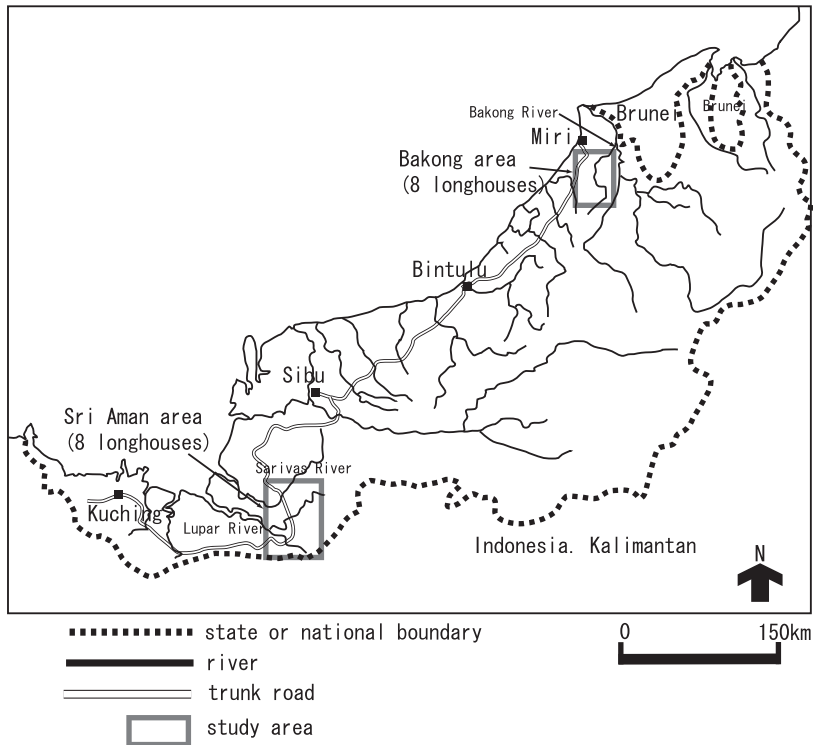 Bakong River
Brunei
Brunei
Miri
Bakong area
(8 longhouses)
Bintulu
Sibu
Sri Aman area
(8 longhouses)
Sarivas River
Kuching
Lupar River
Indonesia. Kalimantan
N
state or national boundary
0 150km
river
trunk road
study area